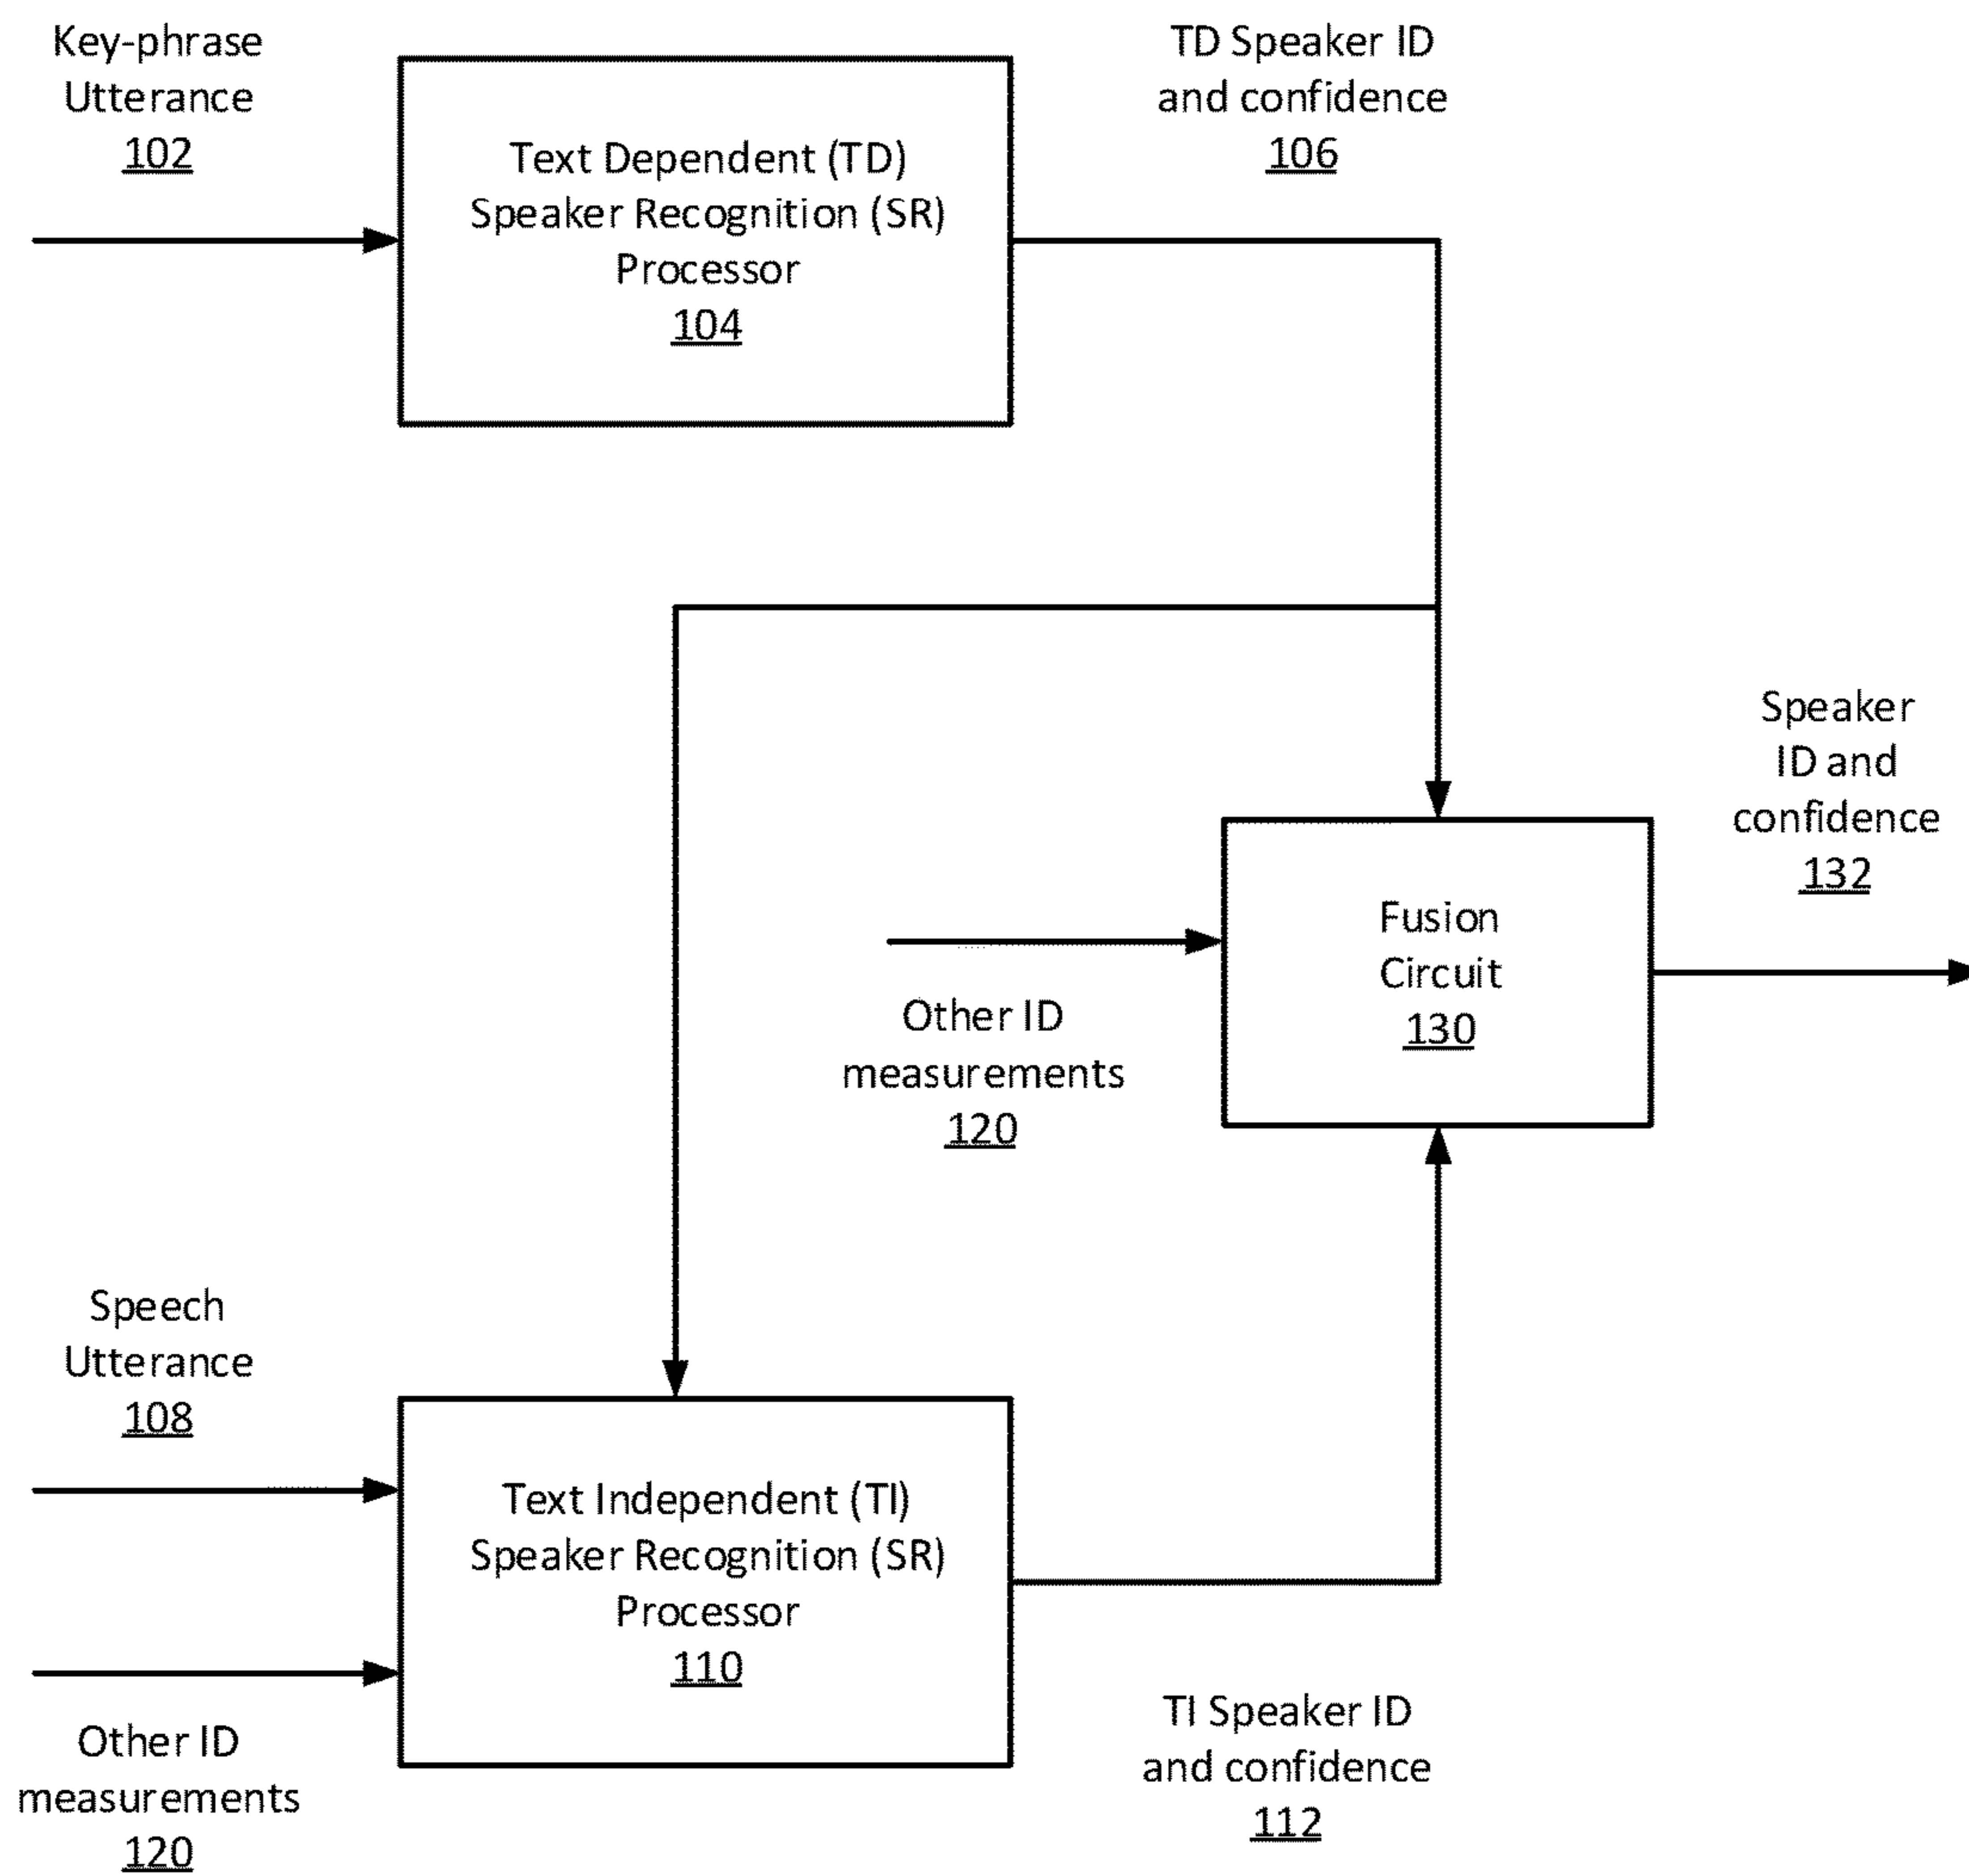 Key-phrase
Utterance
102
Text Dependent (TD)
Speaker Recognition (SR)
Processor
104
TD Speaker ID
and confidence
106
Other ID
measurements
120
Fusion
Circuit
130
Speaker
ID and
confidence
132
Speech
Utterance
108
Other ID
measurements
120
Text Independent (TI)
Speaker Recognition (SR)
Processor
110
TI Speaker ID
and confidence
112